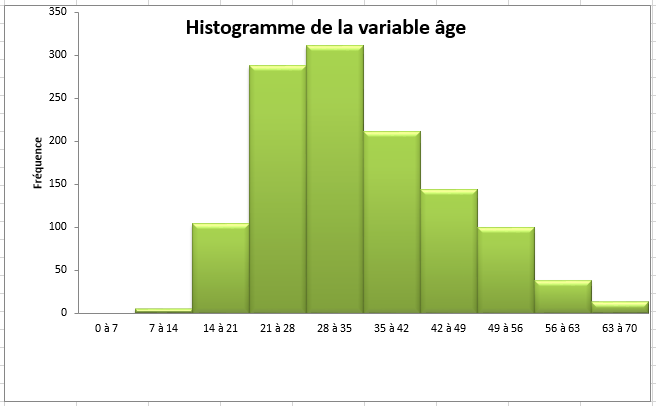 Histogramme de la variable âge
Fréquence
350
300
250
200
150
100
50
0
0 à 7 7 à 14 14 à 21 21 à 28 28 à 35 35 à 42 42 à 49 49 à 56 56 à 63 63 à 70